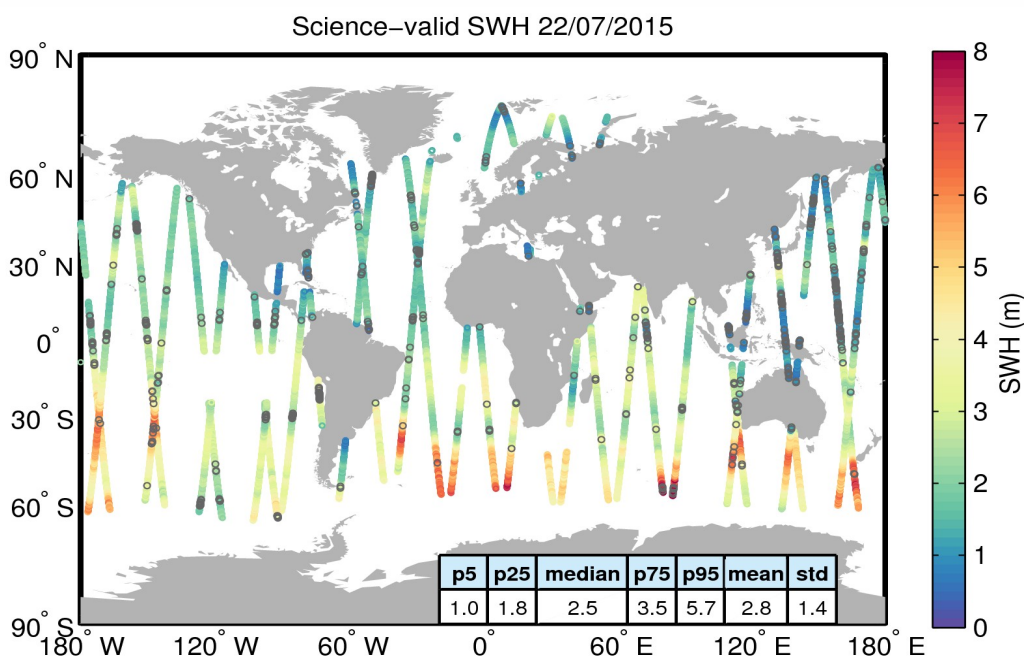 Science−valid SWH 22/07/2015
90° N
60° N
30° N
0°
30° S
60° S
90° S
180° W
120° W
60° W
0°
60° E
120° E
180° E
p5 p25 median p75 p95 mean std
1.0 1.8 2.5 3.5 5.7 2.8 1.4
8
7
6
5
4
3
2
1
0
SWH (m)